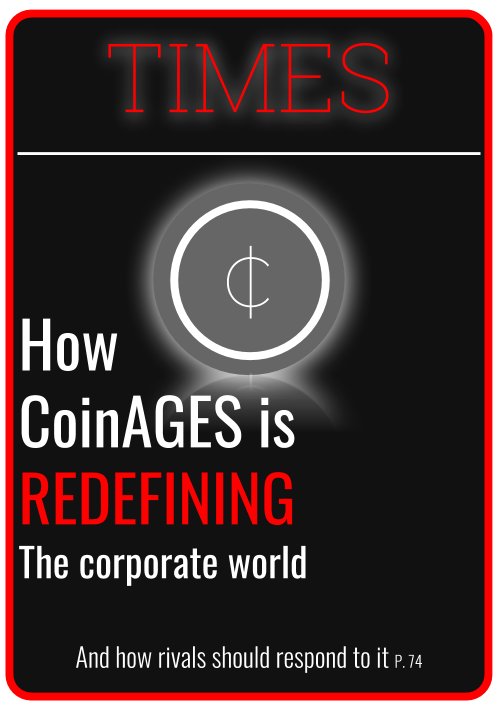 TIMES
¢
How
CoinAGES is
REDEFINING
The corporate world
And how rivals should respond to it P. 74